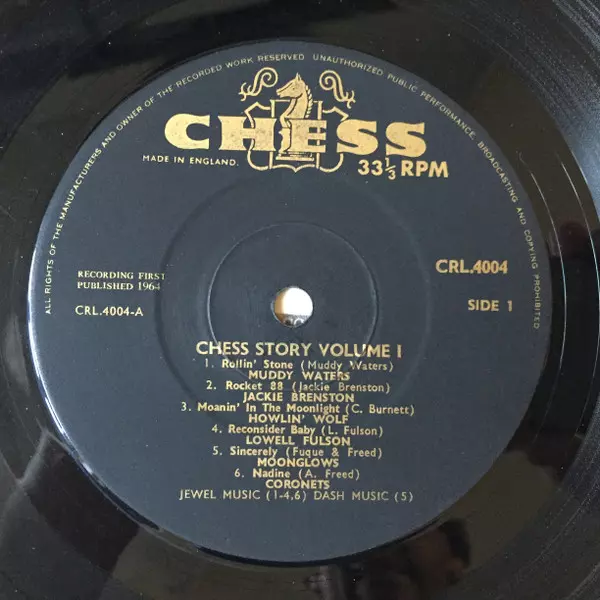 ALL RIGHTS OF THE MANUFACTURERS AND OWNER OF THE RECORDED WORK RESERVED. UNAUTHORIZED PUBLIC PERFORMANCE, BROADCASTING AND COPYING PROHIBITED
CHESS
MADE IN ENGLAND.
33⅓ RPM
RECORDING FIRST
PUBLISHED 1964
CRL.4004-A
CRL.4004
SIDE 1
CHESS STORY VOLUME 1
1. Rollin' Stone (Muddy Waters)
MUDDY WATERS
2. Rocket 88 (Jackie Brenston)
JACKIE BRENSTON
3. Moanin' In The Moonlight (C. Burnett)
HOWLIN' WOLF
4. Reconsider Baby (L. Fulson)
LOWELL FULSON
5. Sincerely (Fuque & Freed)
MOONGLOWS
6. Nadine (A. Freed)
CORONETS
JEWEL MUSIC (1-4,6) DASH MUSIC (5)